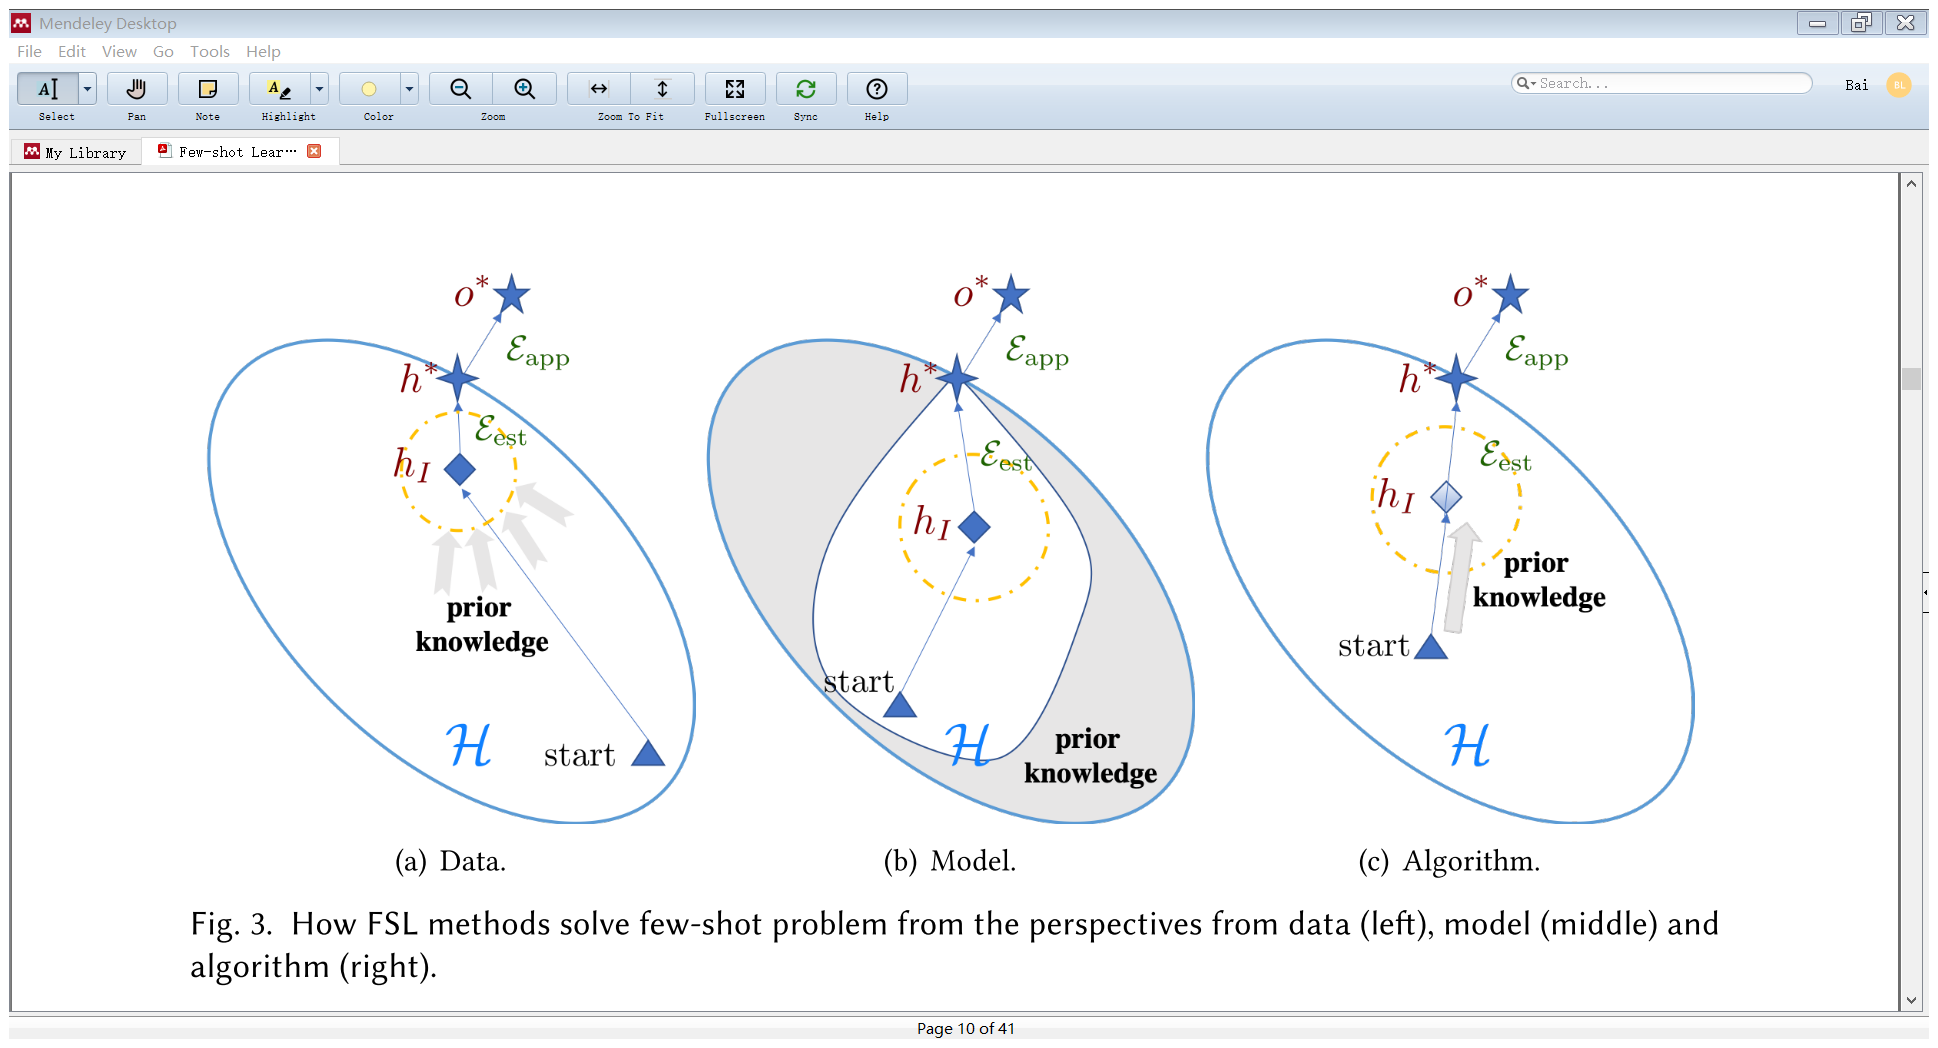 Mendeley Desktop
File Edit View Go Tools Help
Select Pan Note Highlight Color Zoom Zoom To Fit Fullscreen Sync Help
Search...
Bai BL
My Library Few-shot Lear···
o* o* o*
ℰapp ℰapp ℰapp
h* h* h*
ℰest ℰest ℰest
hI hI hI
prior
knowledge
start
ℋ
start
ℋ
prior
knowledge
prior
knowledge
start
ℋ
(a) Data. (b) Model. (c) Algorithm.
Fig. 3. How FSL methods solve few-shot problem from the perspectives from data (left), model (middle) and
algorithm (right).
Page 10 of 41